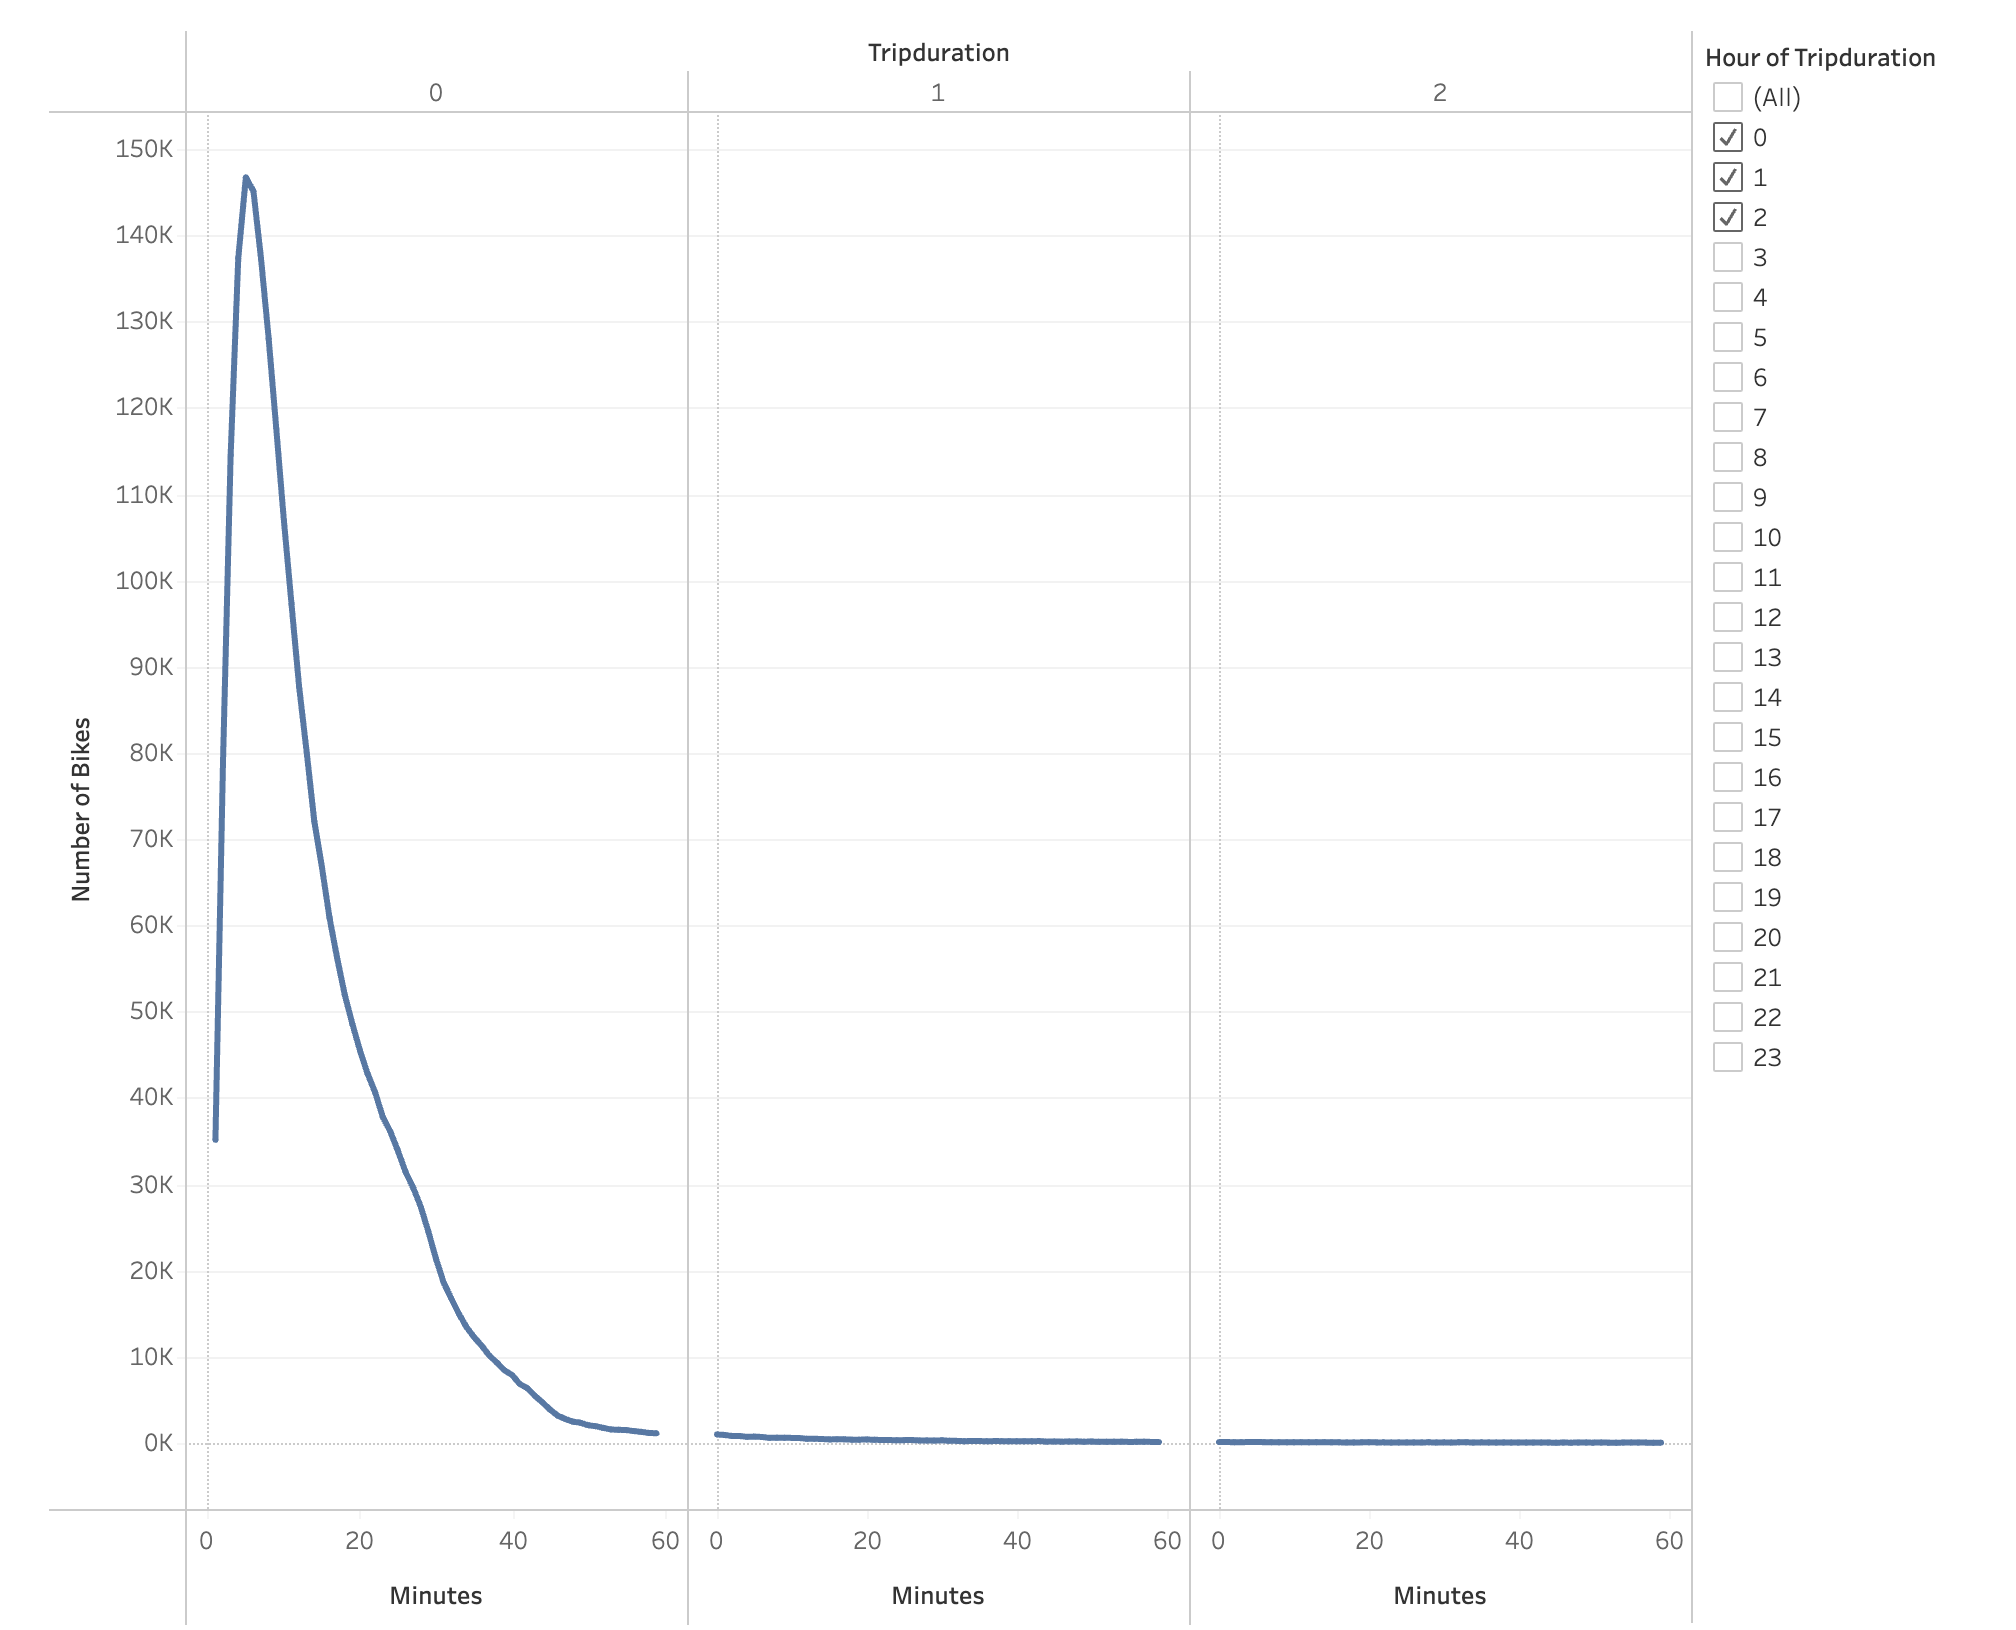 Tripduration
0 1 2
150K
140K
130K
120K
110K
100K
90K
80K
70K
60K
50K
40K
30K
20K
10K
0K
Number of Bikes
0 20 40 60 0 20 40 60 0 20 40 60
Minutes Minutes Minutes
Hour of Tripduration
(All)
0
1
2
3
4
5
6
7
8
9
10
11
12
13
14
15
16
17
18
19
20
21
22
23